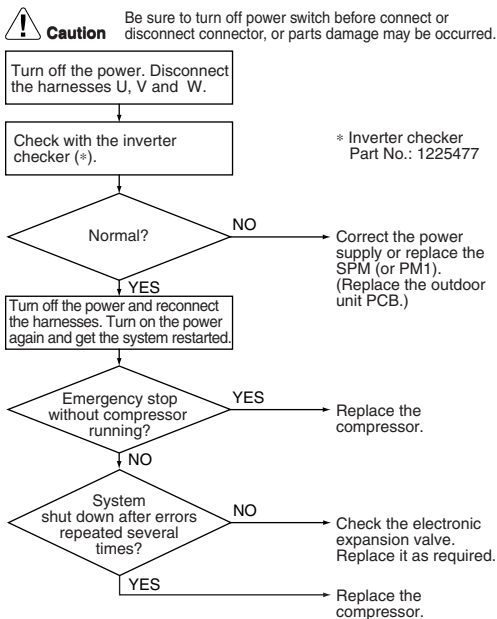 Caution
Be sure to turn off power switch before connect or
disconnect connector, or parts damage may be occurred.
Turn off the power. Disconnect
the harnesses U, V and W.
Check with the inverter
checker (*).
* Inverter checker
Part No.: 1225477
Normal?
NO
Correct the power
supply or replace the
SPM (or PM1).
(Replace the outdoor
unit PCB.)
YES
Turn off the power and reconnect
the harnesses. Turn on the power
again and get the system restarted.
Emergency stop
without compressor
running?
YES
Replace the
compressor.
NO
System
shut down after errors
repeated several
times?
NO
Check the electronic
expansion valve.
Replace it as required.
YES
Replace the
compressor.